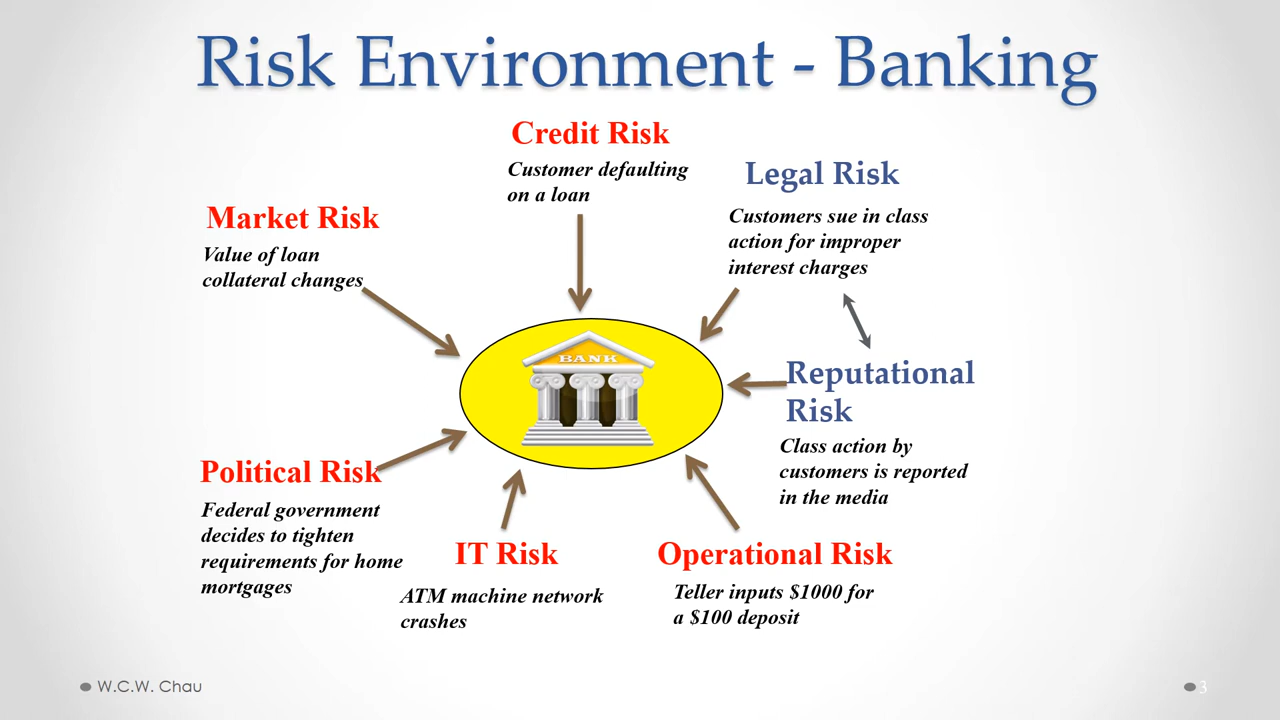 Risk Environment - Banking
Credit Risk
Customer defaulting
on a loan
Legal Risk
Customers sue in class
action for improper
interest charges
Market Risk
Value of loan
collateral changes
BANK
Reputational
Risk
Class action by
customers is reported
in the media
Political Risk
Federal government
decides to tighten
requirements for home
mortgages
IT Risk
ATM machine network
crashes
Operational Risk
Teller inputs $1000 for
a $100 deposit
W.C.W. Chau
3